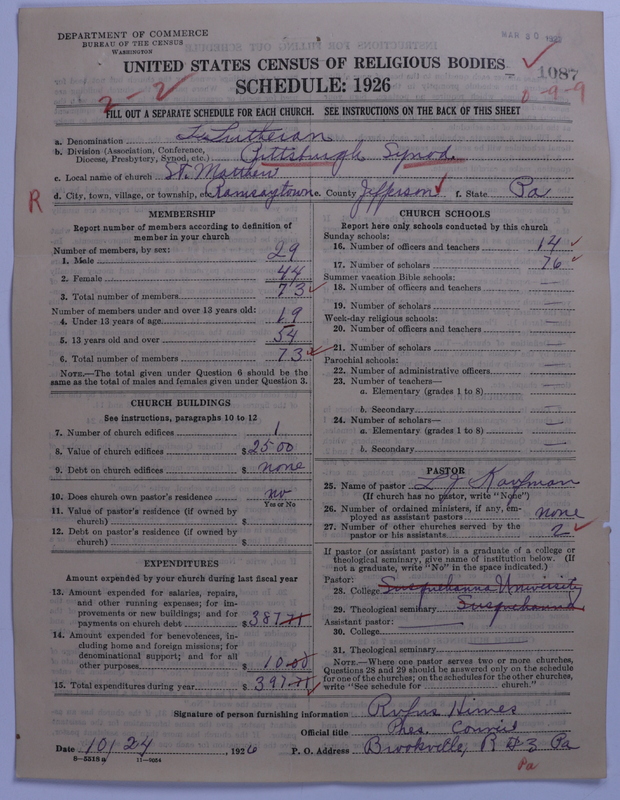 DEPARTMENT OF COMMERCE
BUREAU OF THE CENSUS
WASHINGTON
MAR 30
UNITED STATES CENSUS OF RELIGIOUS BODIES
1087
SCHEDULE: 1926
2-2
0-9-9
FILL OUT A SEPARATE SCHEDULE FOR EACH CHURCH. SEE INSTRUCTIONS ON THE BACK OF THIS SHEET
a. Denomination Lutheran
b. Division (Association, Conference, Diocese, Presbytery, Synod, etc.) Pittsburgh Synod.
c. Local name of church St. Matthew
R
d. City, town, village, or township, etc. Ramsaytown e. County Jefferson f. State Pa
MEMBERSHIP
Report number of members according to definition of member in your church
Number of members, by sex:
1. Male 29
2. Female 44
3. Total number of members 73
Number of members under and over 13 years old:
4. Under 13 years of age 19
5. 13 years old and over 54
6. Total number of members 73
NOTE.—The total given under Question 6 should be the same as the total of males and females given under Question 3.
CHURCH BUILDINGS
See instructions, paragraphs 10 to 12
7. Number of church edifices 1
8. Value of church edifices $2500
9. Debt on church edifices $ none
10. Does church own pastor's residence no
Yes or No
11. Value of pastor's residence (if owned by church) $
12. Debt on pastor's residence (if owned by church) $
EXPENDITURES
Amount expended by your church during last fiscal year
13. Amount expended for salaries, repairs, and other running expenses; for improvements or new buildings; and for payments on church debt $387.71
14. Amount expended for benevolences, including home and foreign missions; for denominational support; and for all other purposes 10.00
15. Total expenditures during year $397.71
CHURCH SCHOOLS
Report here only schools conducted by this church
Sunday schools:
16. Number of officers and teachers 14
17. Number of scholars 76
Summer vacation Bible schools:
18. Number of officers and teachers —
19. Number of scholars —
Week-day religious schools:
20. Number of officers and teachers —
21. Number of scholars —
Parochial schools:
22. Number of administrative officers —
23. Number of teachers—
a. Elementary (grades 1 to 8) —
b. Secondary —
24. Number of scholars—
a. Elementary (grades 1 to 8) —
b. Secondary —
PASTOR
25. Name of pastor L J Kaufman
(If church has no pastor, write "None")
26. Number of ordained ministers, if any, employed as assistant pastors none
27. Number of other churches served by the pastor or his assistants 2
If pastor (or assistant pastor) is a graduate of a college or theological seminary, give name of institution below. (If not a graduate, write "No" in the space indicated.)
Pastor:
28. College Susquehanna University
29. Theological seminary Susquehanna
Assistant pastor:
30. College
31. Theological seminary
NOTE.—Where one pastor serves two or more churches, Questions 28 and 29 should be answered only on the schedule for one of the churches; on the schedules for the other churches, write "See schedule for church."
Signature of person furnishing information Rufus Himes
Official title Pres.
Date 10/24, 1926 P. O. Address Brookville, R #3 Pa
8-5518a 11-9054
Pa